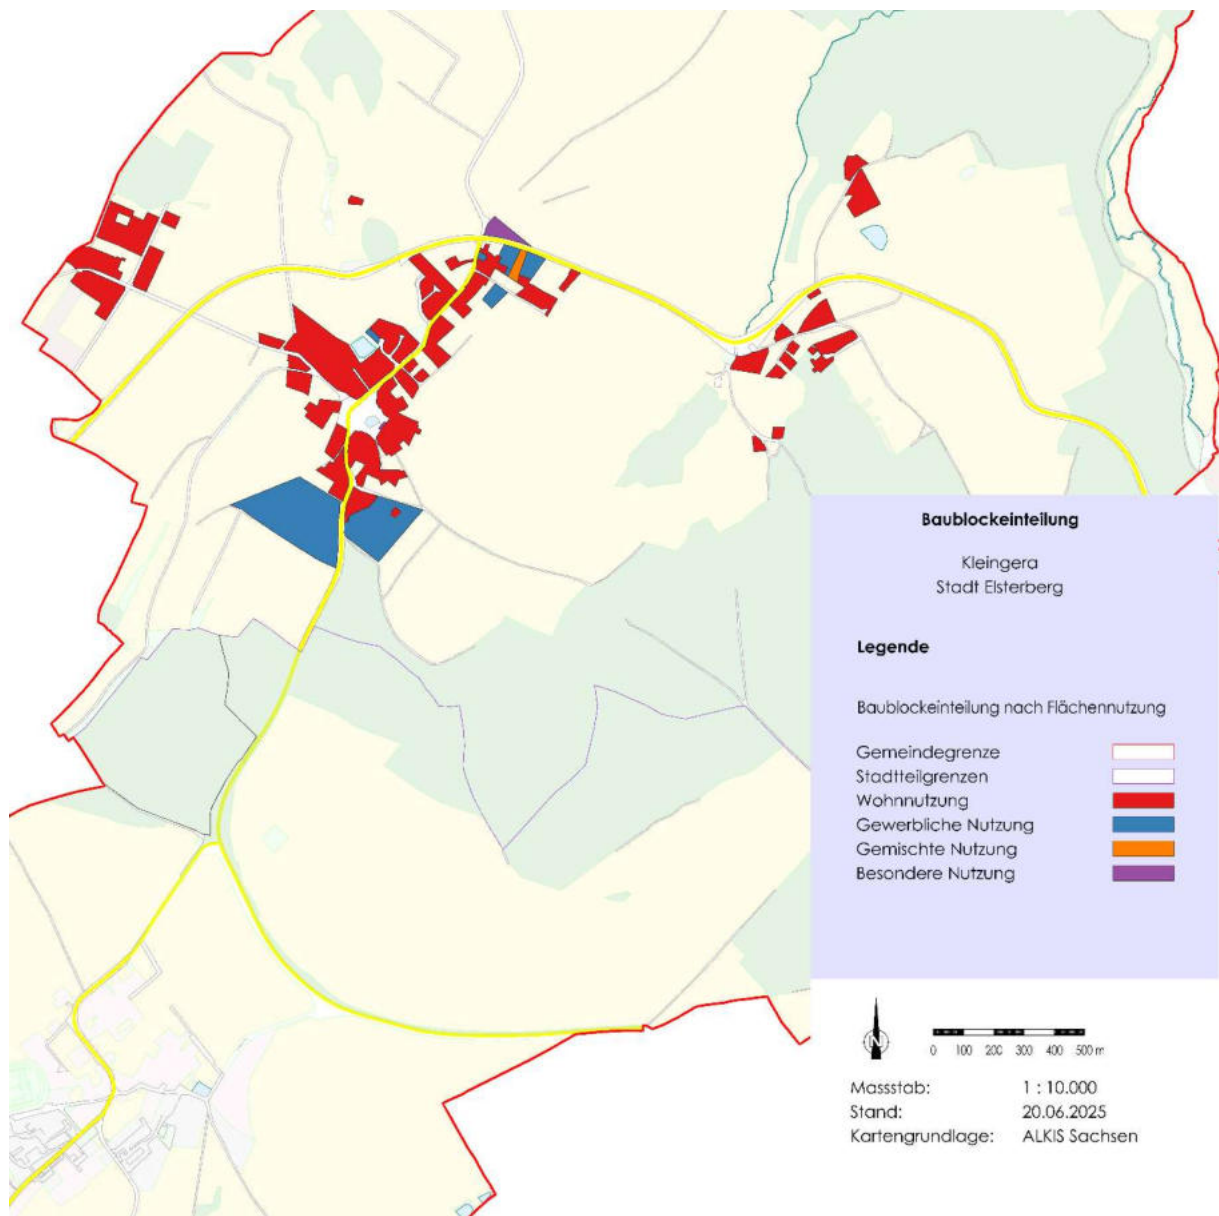 Baublockeinteilung
Kleingera
Stadt Elsterberg
Legende
Baublockeinteilung nach Flächennutzung
Gemeindegrenze
Stadtteilgrenzen
Wohnnutzung
Gewerbliche Nutzung
Gemischte Nutzung
Besondere Nutzung
N
0 100 200 300 400 500 m
Massstab: 1 : 10.000
Stand: 20.06.2025
Kartengrundlage: ALKIS Sachsen